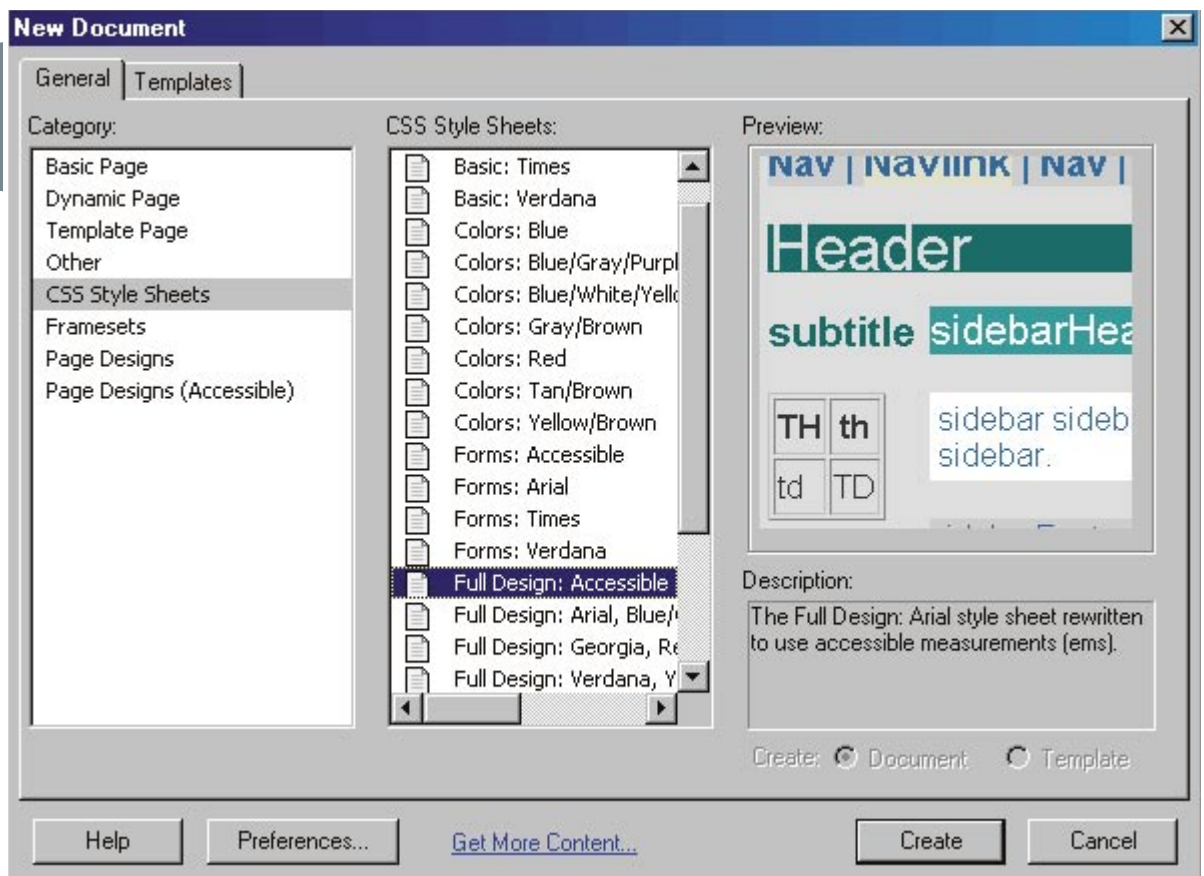 New Document
General
Templates
Category:
Basic Page
Dynamic Page
Template Page
Other
CSS Style Sheets
Framesets
Page Designs
Page Designs (Accessible)
CSS Style Sheets:
Basic: Times
Basic: Verdana
Colors: Blue
Colors: Blue/Gray/Purpl
Colors: Blue/White/Yello
Colors: Gray/Brown
Colors: Red
Colors: Tan/Brown
Colors: Yellow/Brown
Forms: Accessible
Forms: Arial
Forms: Times
Forms: Verdana
Full Design: Accessible
Full Design: Arial, Blue/
Full Design: Georgia, Re
Full Design: Verdana, Y
Preview:
Nav | Navlink | Nav |
Header
subtitle sidebarHea
TH th
td TD
sidebar sideb
sidebar.
Description:
The Full Design: Arial style sheet rewritten
to use accessible measurements (ems).
Create: Document Template
Help
Preferences...
Get More Content...
Create
Cancel